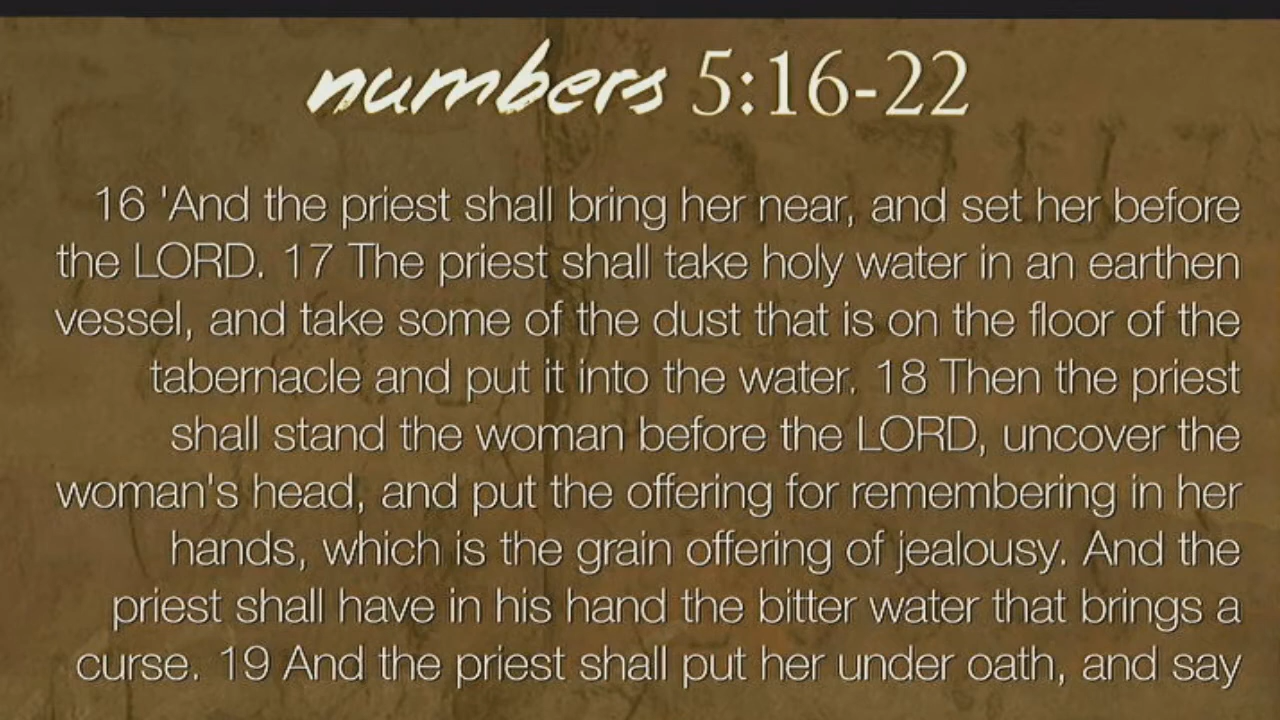 numbers 5:16-22
16 'And the priest shall bring her near, and set her before
the LORD. 17 The priest shall take holy water in an earthen
vessel, and take some of the dust that is on the floor of the
tabernacle and put it into the water. 18 Then the priest
shall stand the woman before the LORD, uncover the
woman's head, and put the offering for remembering in her
hands, which is the grain offering of jealousy. And the
priest shall have in his hand the bitter water that brings a
curse. 19 And the priest shall put her under oath, and say